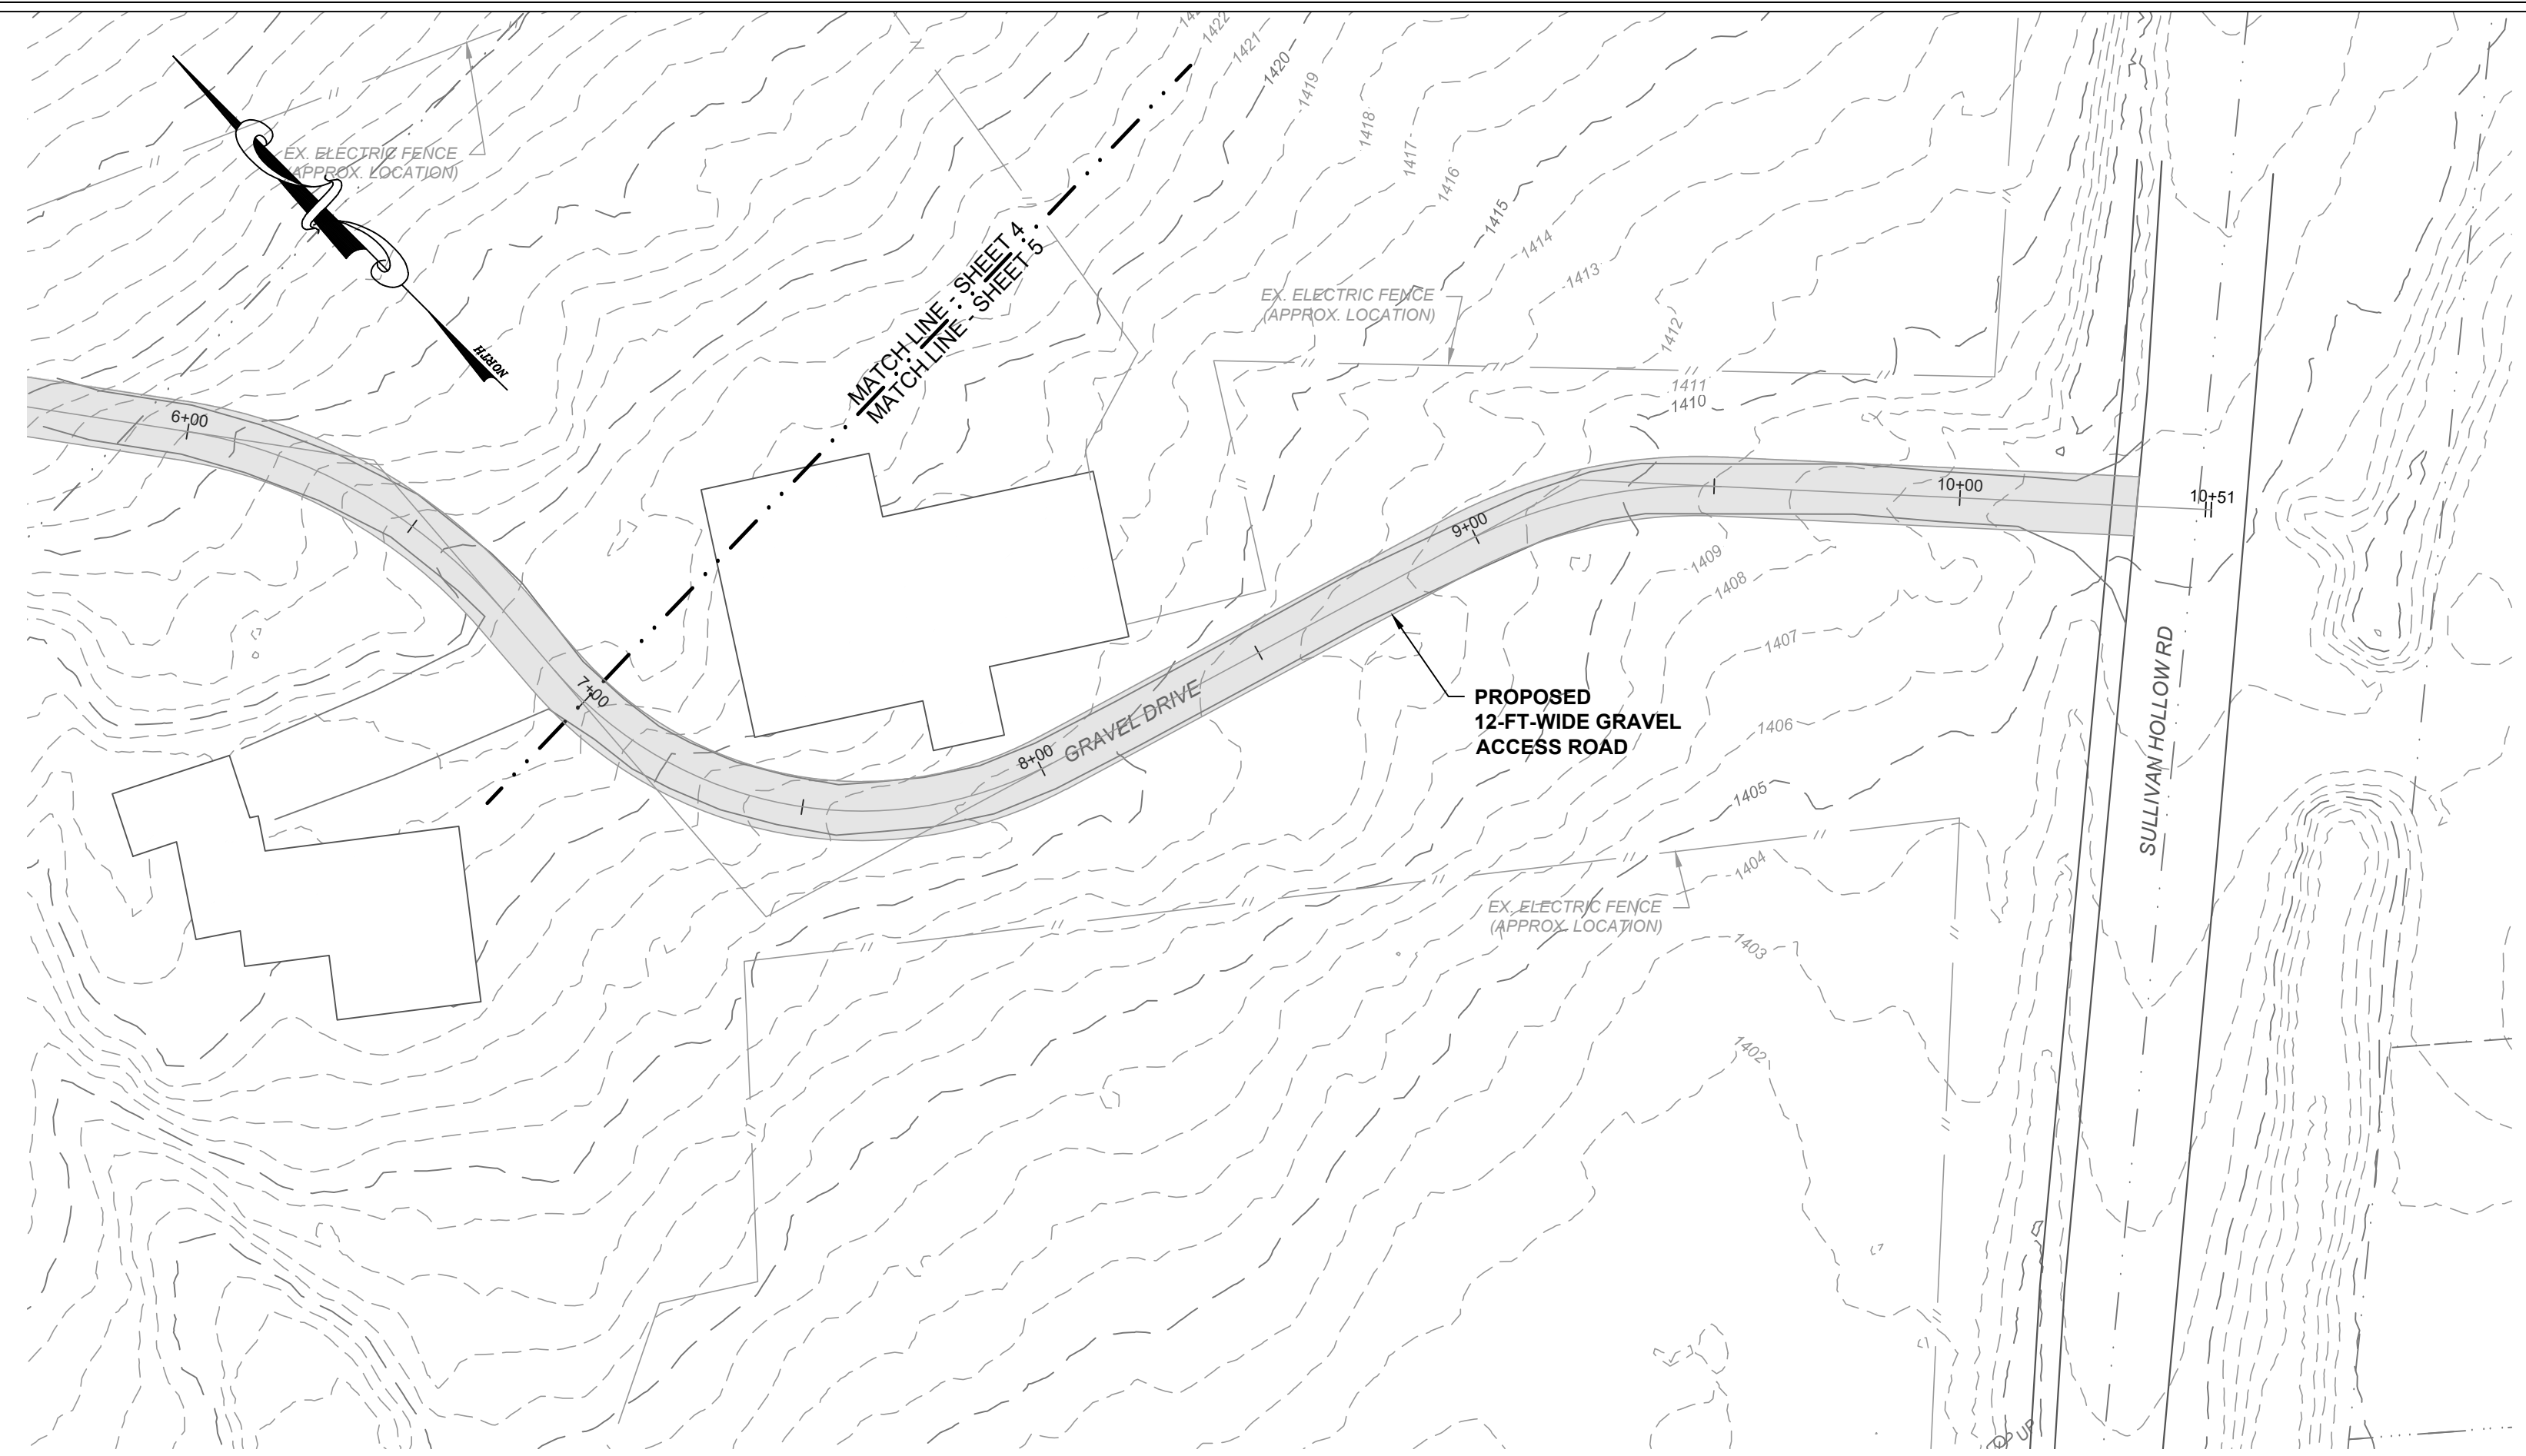 1422
1421
1420
1419
1418
1417
1416
1415
1414
1413
1412
1411
1410
EX. ELECTRIC FENCE
(APPROX. LOCATION)
NORTH
MATCH LINE - SHEET 4
MATCH LINE - SHEET 5
EX. ELECTRIC FENCE
(APPROX. LOCATION)
6+00
7+00
8+00
GRAVEL DRIVE
9+00
10+00
10+51
1409
1408
1407
1406
1405
1404
1403
1402
PROPOSED
12-FT-WIDE GRAVEL
ACCESS ROAD
SULLIVAN HOLLOW RD
EX. ELECTRIC FENCE
(APPROX. LOCATION)
UP